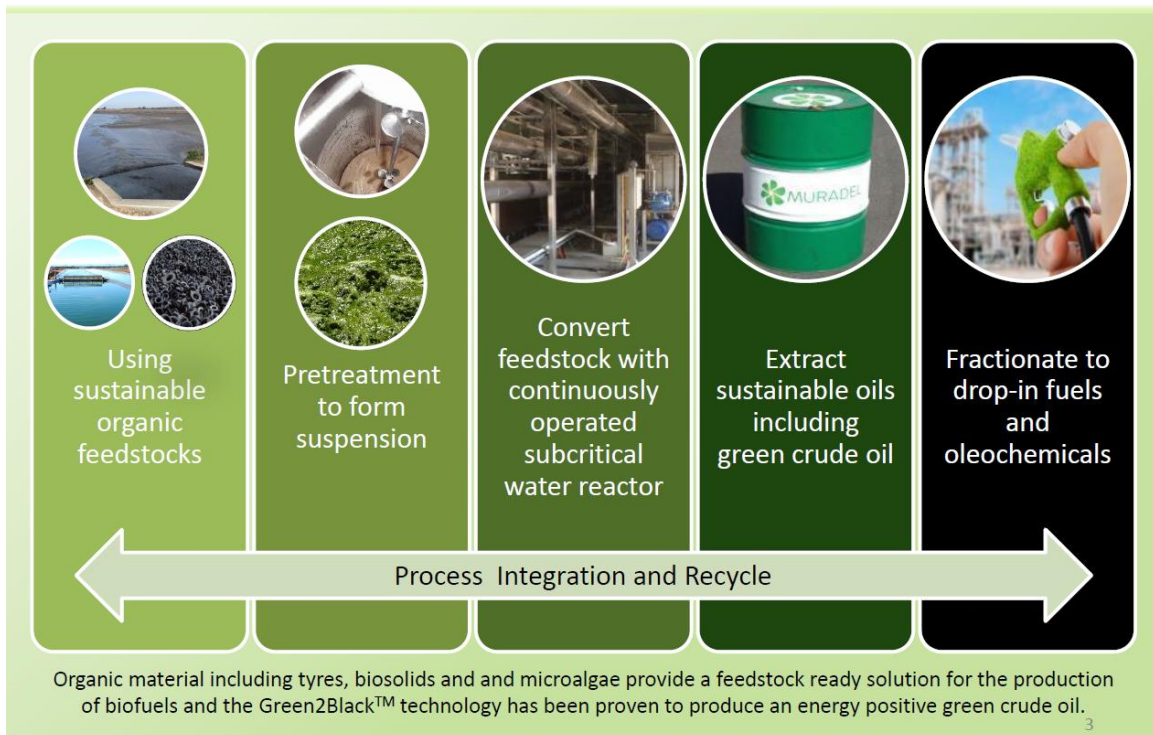 Using
sustainable
organic
feedstocks
Pretreatment
to form
suspension
Convert
feedstock with
continuously
operated
subcritical
water reactor
MURADEL
Extract
sustainable oils
including
green crude oil
Fractionate to
drop-in fuels
and
oleochemicals
Process Integration and Recycle
Organic material including tyres, biosolids and and microalgae provide a feedstock ready solution for the production
of biofuels and the Green2Black™ technology has been proven to produce an energy positive green crude oil.
3